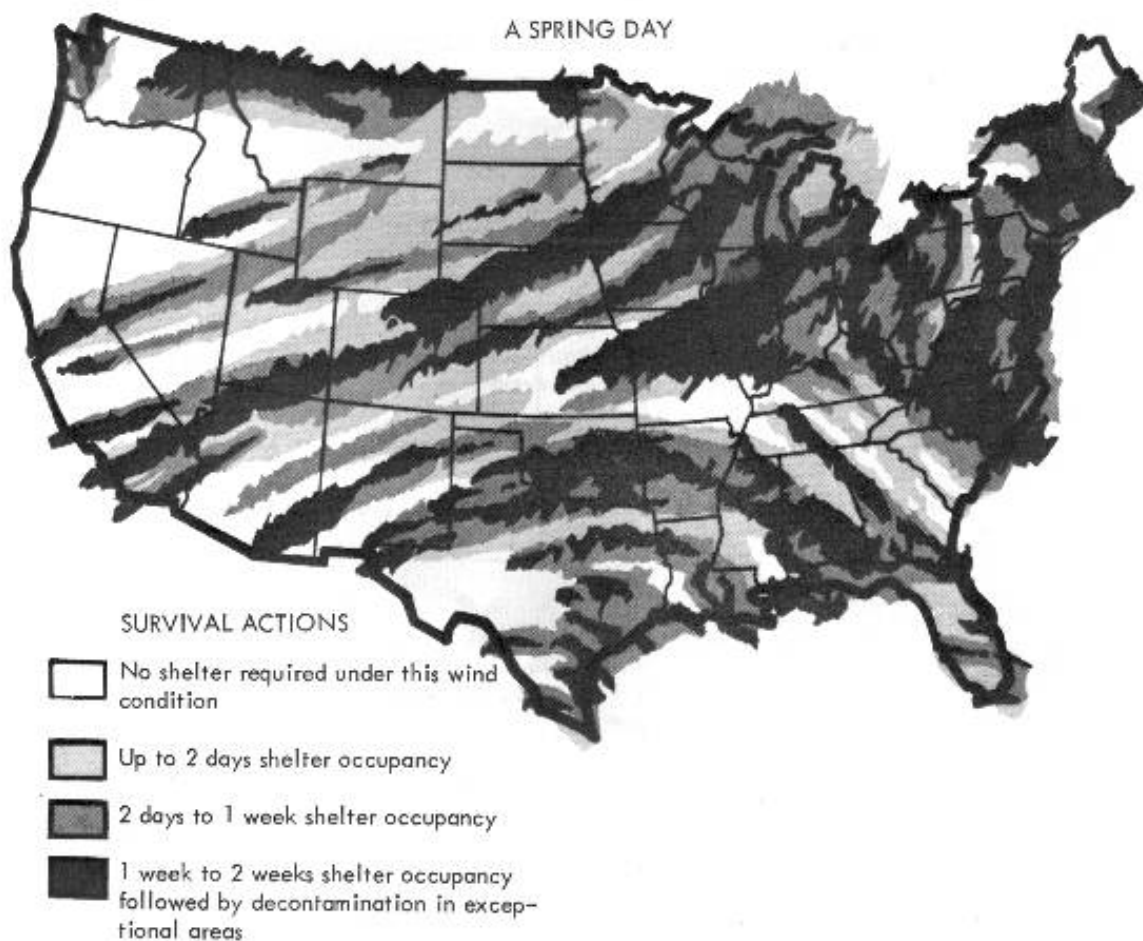 A SPRING DAY
SURVIVAL ACTIONS
No shelter required under this wind
condition
Up to 2 days shelter occupancy
2 days to 1 week shelter occupancy
1 week to 2 weeks shelter occupancy
followed by decontamination in excep-
tional areas